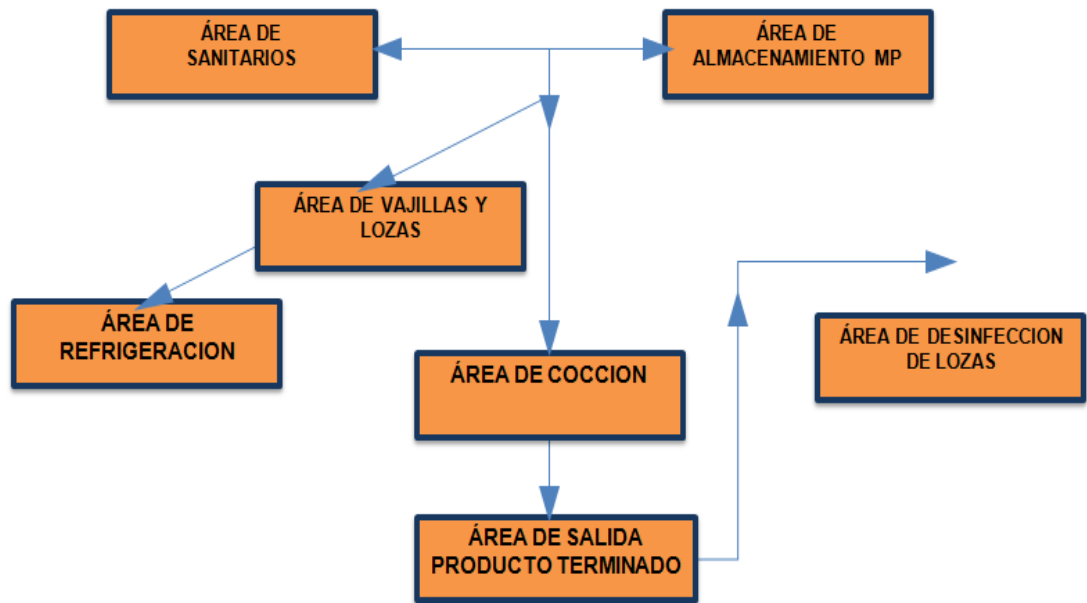 ÁREA DE
SANITARIOS
ÁREA DE
ALMACENAMIENTO MP
ÁREA DE VAJILLAS Y
LOZAS
ÁREA DE
REFRIGERACION
ÁREA DE COCCION
ÁREA DE DESINFECCION
DE LOZAS
ÁREA DE SALIDA
PRODUCTO TERMINADO